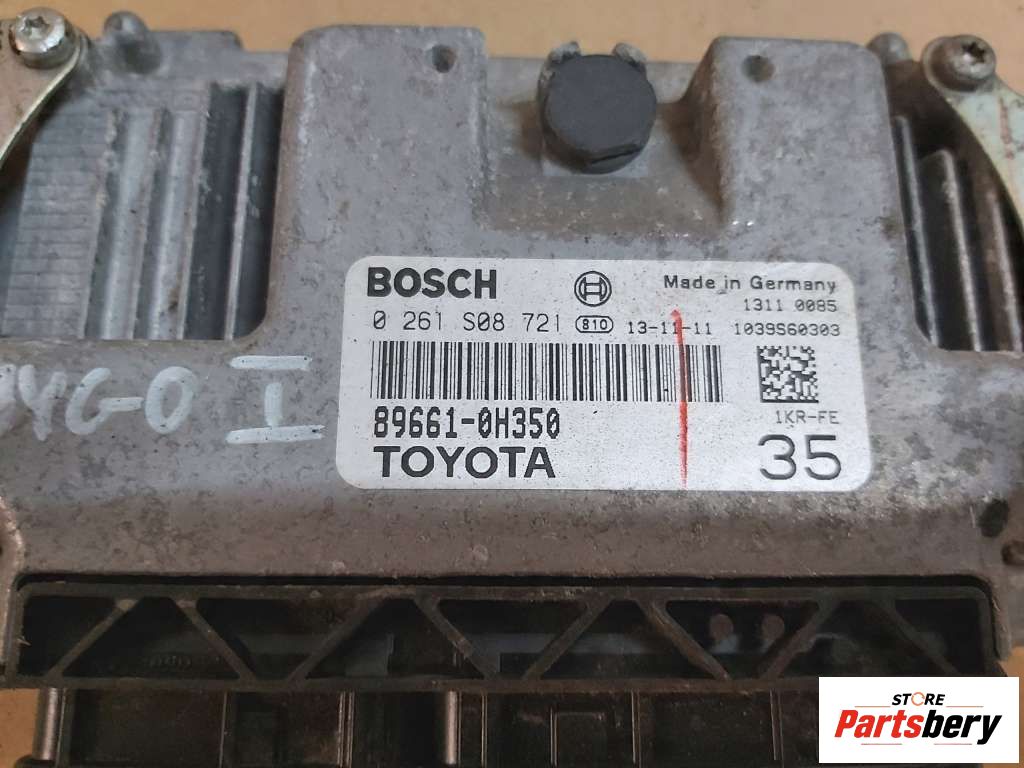 BOSCH
Made in Germany
1311 0085
0 261 S08 721 810 13-11-11 1039S60303
89661-0H350
1KR-FE
TOYOTA
35
AYGO I
STORE
Partsbery